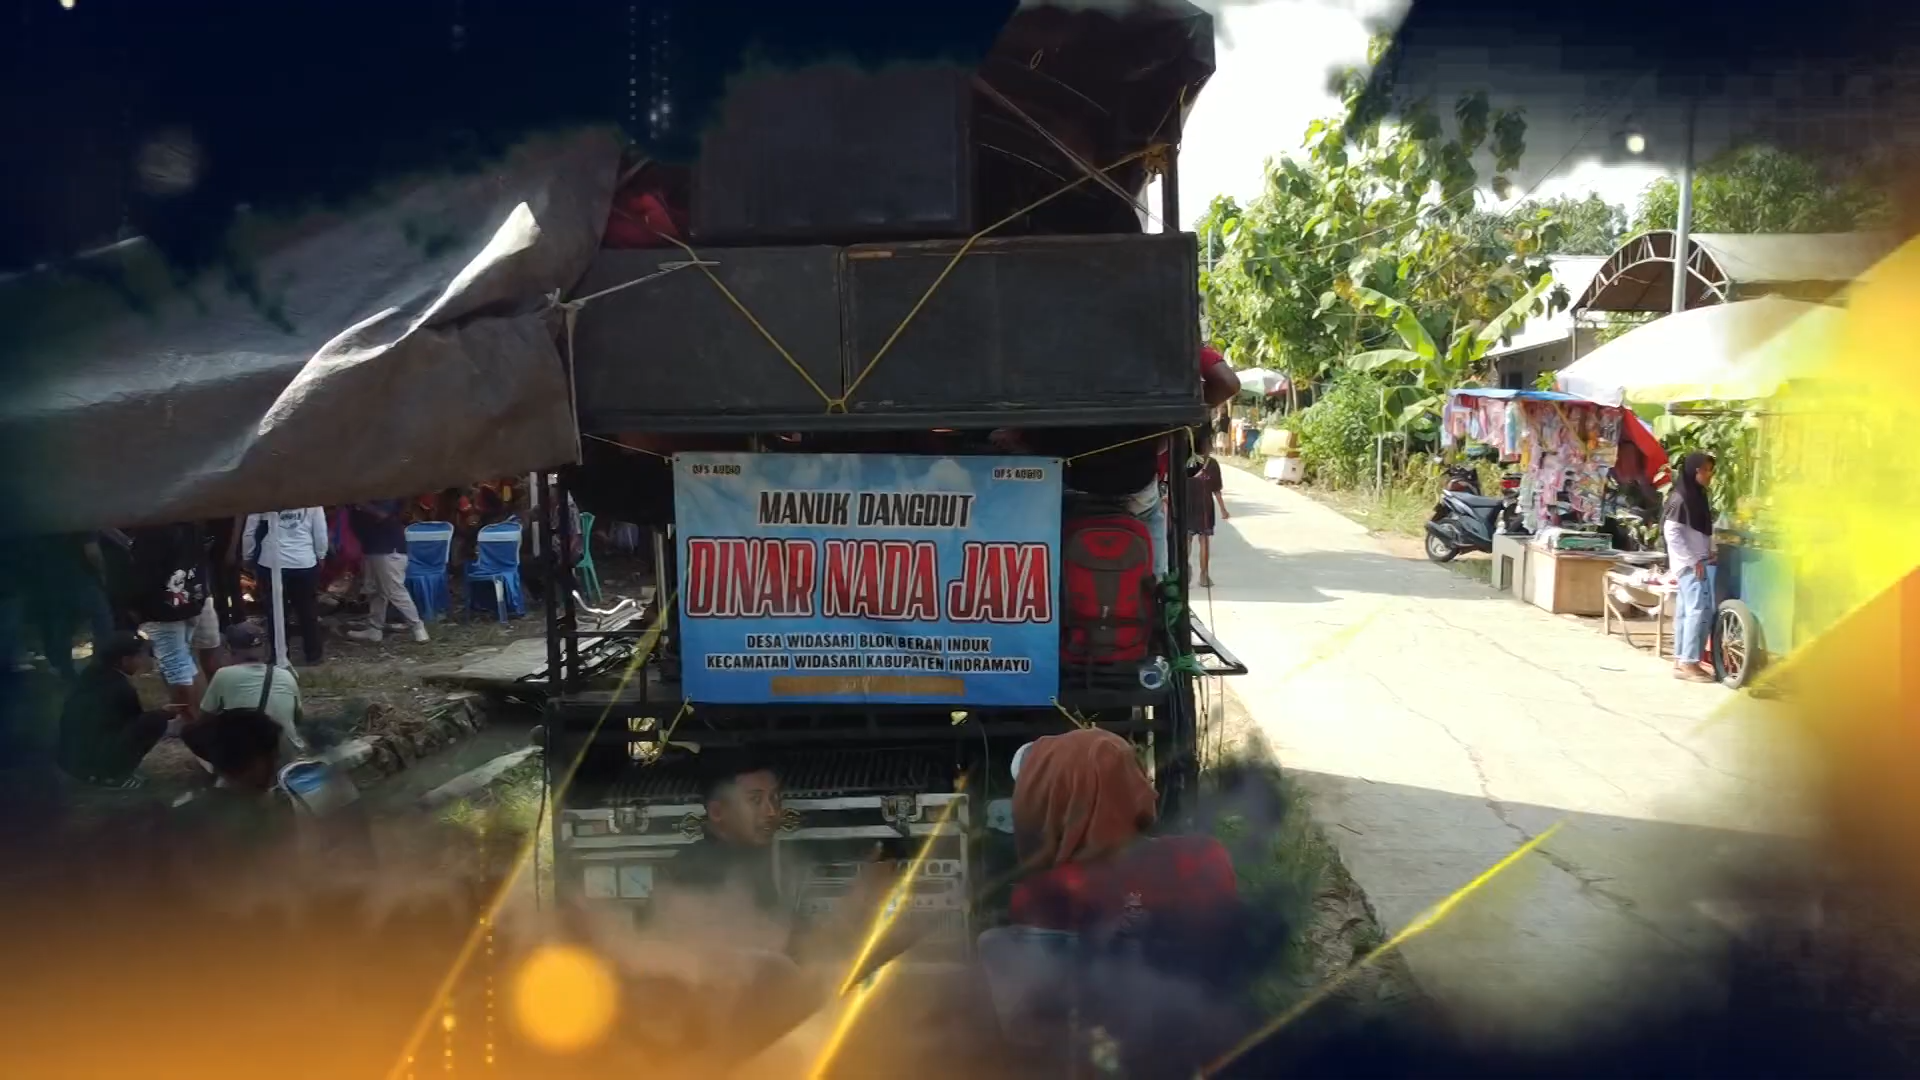 DFS AUDIO
DFS AUDIO
MANUK DANGDUT
DINAR NADA JAYA
DESA WIDASARI BLOK BERAN INDUK
KECAMATAN WIDASARI KABUPATEN INDRAMAYU